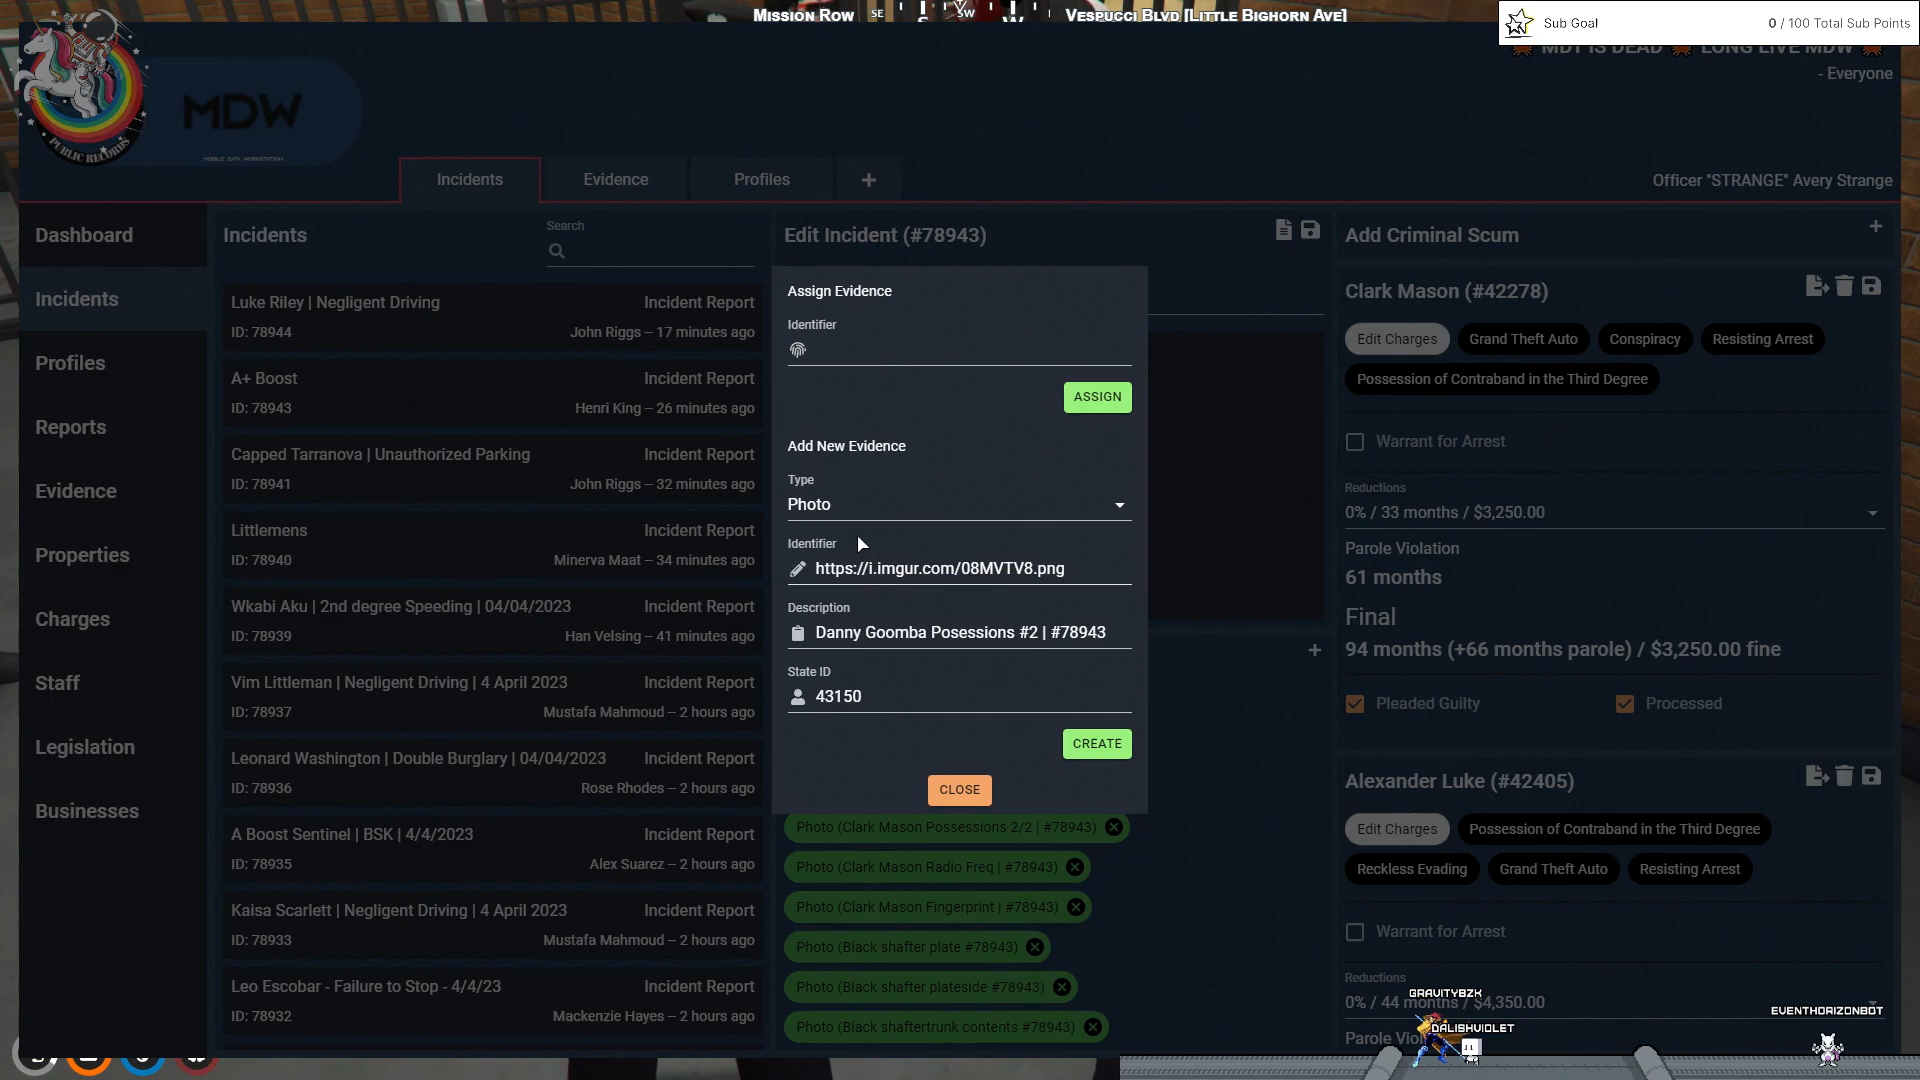 Mission Row SE SW Vespucci Blvd [Little Bighorn Ave]
Sub Goal 0 / 100 Total Sub Points
MDT IS DEAD LONG LIVE MDW
- Everyone
PUBLIC RECORDS
MDW
MOBILE DATA WORKSTATION
Incidents Evidence Profiles +
Officer "STRANGE" Avery Strange
Dashboard
Incidents
Profiles
Reports
Evidence
Properties
Charges
Staff
Legislation
Businesses
Incidents
Search
Luke Riley | Negligent Driving Incident Report
ID: 78944 John Riggs – 17 minutes ago
A+ Boost Incident Report
ID: 78943 Henri King – 26 minutes ago
Capped Tarranova | Unauthorized Parking Incident Report
ID: 78941 John Riggs – 32 minutes ago
Littlemens Incident Report
ID: 78940 Minerva Maat – 34 minutes ago
Wkabi Aku | 2nd degree Speeding | 04/04/2023 Incident Report
ID: 78939 Han Velsing – 41 minutes ago
Vim Littleman | Negligent Driving | 4 April 2023 Incident Report
ID: 78937 Mustafa Mahmoud – 2 hours ago
Leonard Washington | Double Burglary | 04/04/2023 Incident Report
ID: 78936 Rose Rhodes – 2 hours ago
A Boost Sentinel | BSK | 4/4/2023 Incident Report
ID: 78935 Alex Suarez – 2 hours ago
Kaisa Scarlett | Negligent Driving | 4 April 2023 Incident Report
ID: 78933 Mustafa Mahmoud – 2 hours ago
Leo Escobar - Failure to Stop - 4/4/23 Incident Report
ID: 78932 Mackenzie Hayes – 2 hours ago
Edit Incident (#78943)
Assign Evidence
Identifier
ASSIGN
Add New Evidence
Type
Photo
Identifier
https://i.imgur.com/08MVTV8.png
Description
Danny Goomba Posessions #2 | #78943
State ID
43150
CREATE
CLOSE
Photo (Clark Mason Possessions 2/2 | #78943)
Photo (Clark Mason Radio Freq | #78943)
Photo (Clark Mason Fingerprint | #78943)
Photo (Black shafter plate #78943)
Photo (Black shafter plateside #78943)
Photo (Black shaftertrunk contents #78943)
Add Criminal Scum +
Clark Mason (#42278)
Edit Charges Grand Theft Auto Conspiracy Resisting Arrest
Possession of Contraband in the Third Degree
Warrant for Arrest
Reductions
0% / 33 months / $3,250.00
Parole Violation
61 months
Final
94 months (+66 months parole) / $3,250.00 fine
Pleaded Guilty Processed
Alexander Luke (#42405)
Edit Charges Possession of Contraband in the Third Degree
Reckless Evading Grand Theft Auto Resisting Arrest
Warrant for Arrest
Reductions
0% / 44 months / $4,350.00
GRAVITYBZK
DALISHVIOLET
EVENTHORIZONBOT